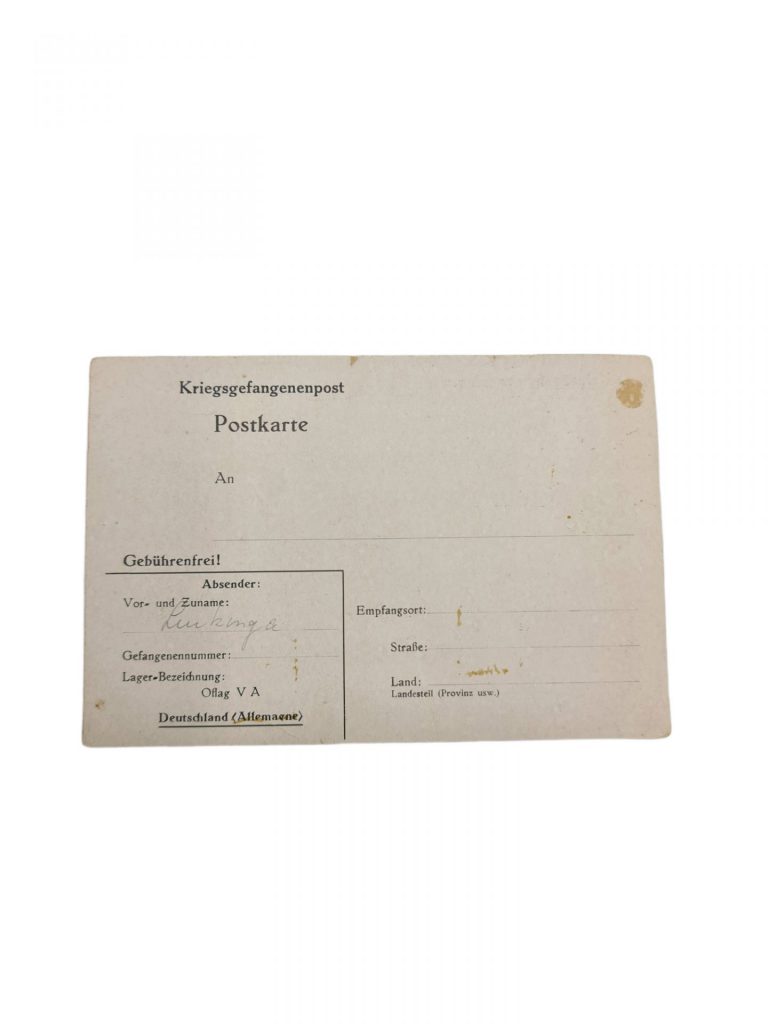 Kriegsgefangenenpost
Postkarte
An
Gebührenfrei!
Absender:
Vor- und Zuname:
Gefangenennummer:
Lager-Bezeichnung:
Oflag V A
Deutschland (Allemagne)
Empfangsort:
Straße:
Land:
Landesteil (Provinz usw.)